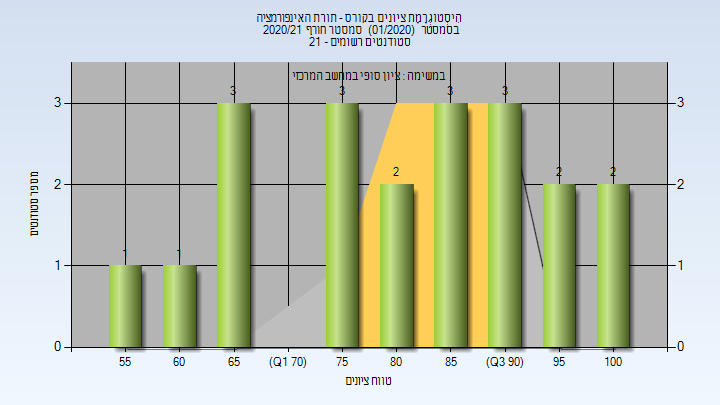 היסטוגרמת ציונים בקורס - תורת האינפורמציה
בסמסטר (01/2020) סמסטר חורף 2020/21
סטודנטים רשומים - 21
במשימה : ציון סופי במחשב המרכזי
3 3 3 3
2 2 2
1 1
3 3
2 2
1 1
0 0
מספר סטודנטים
55 60 65 (Q1 70) 75 80 85 (Q3 90) 95 100
טווח ציונים